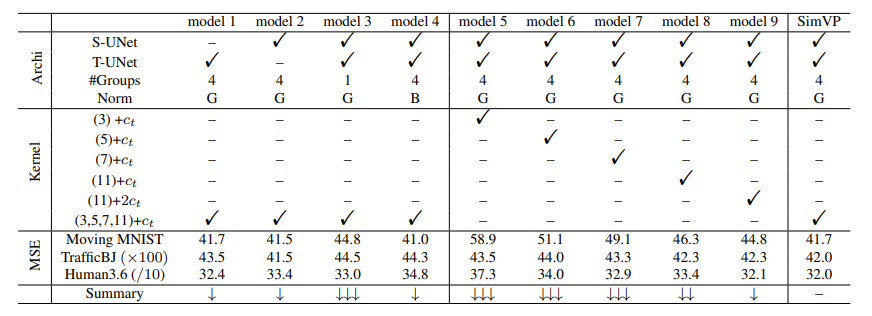 model 1 model 2 model 3 model 4 model 5 model 6 model 7 model 8 model 9 SimVP
Archi
S-UNet – ✓ ✓ ✓ ✓ ✓ ✓ ✓ ✓ ✓
T-UNet ✓ – ✓ ✓ ✓ ✓ ✓ ✓ ✓ ✓
#Groups 4 4 1 4 4 4 4 4 4 4
Norm G G G B G G G G G G
Kernel
(3) +c_t – – – – ✓ – – – – –
(5)+c_t – – – – – ✓ – – – –
(7)+c_t – – – – – – ✓ – – –
(11)+c_t – – – – – – – ✓ – –
(11)+2c_t – – – – – – – – ✓ –
(3,5,7,11)+c_t ✓ ✓ ✓ ✓ – – – – – ✓
MSE
Moving MNIST 41.7 41.5 44.8 41.0 58.9 51.1 49.1 46.3 44.8 41.7
TrafficBJ (×100) 43.5 41.5 44.5 44.3 43.5 44.0 43.3 42.3 42.3 42.0
Human3.6 (/10) 32.4 33.4 33.0 34.8 37.3 34.0 32.9 33.4 32.1 32.0
Summary ↓ ↓ ↓↓↓ ↓ ↓↓↓ ↓↓↓ ↓↓↓ ↓↓ ↓ –